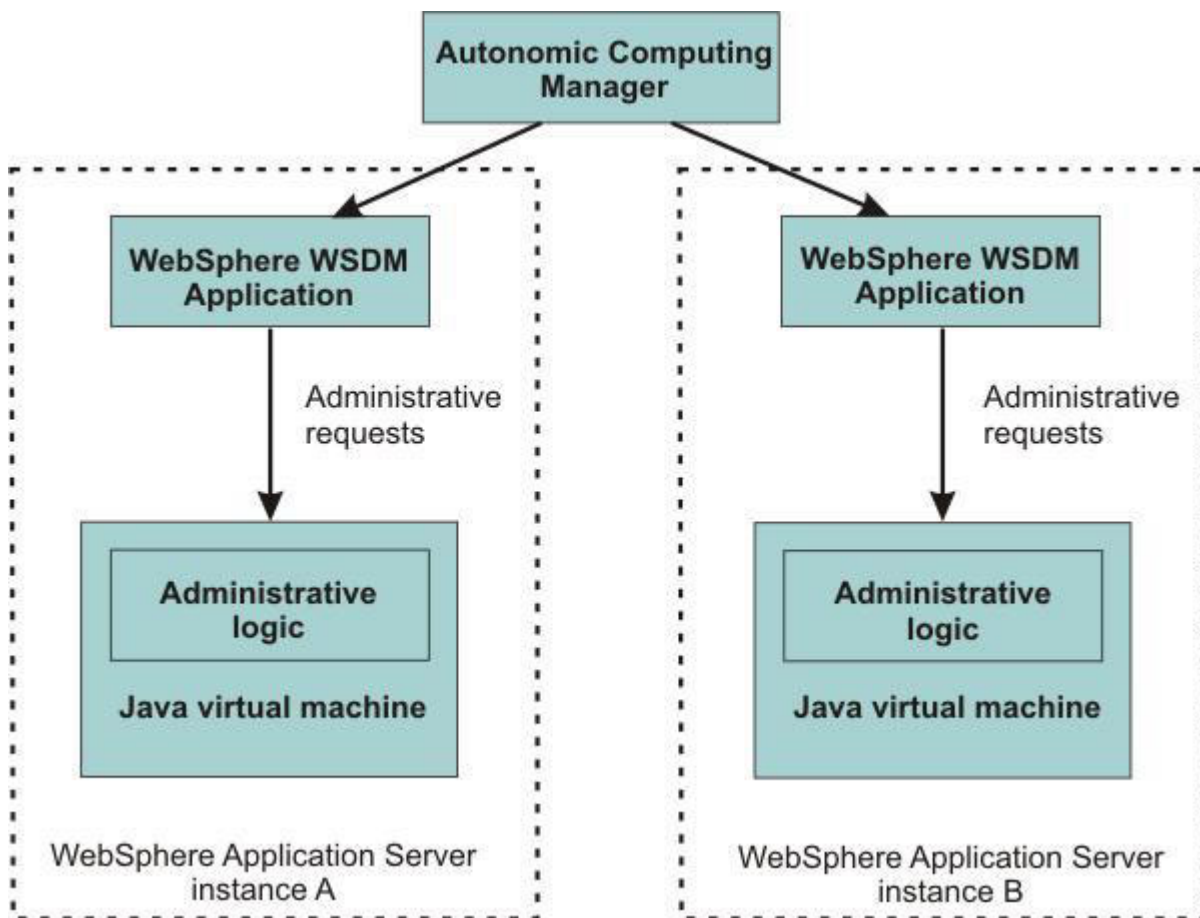 Autonomic Computing
Manager
WebSphere WSDM
Application
Administrative
requests
Administrative
logic
Java virtual machine
WebSphere Application Server
instance A
WebSphere WSDM
Application
Administrative
requests
Administrative
logic
Java virtual machine
WebSphere Application Server
instance B